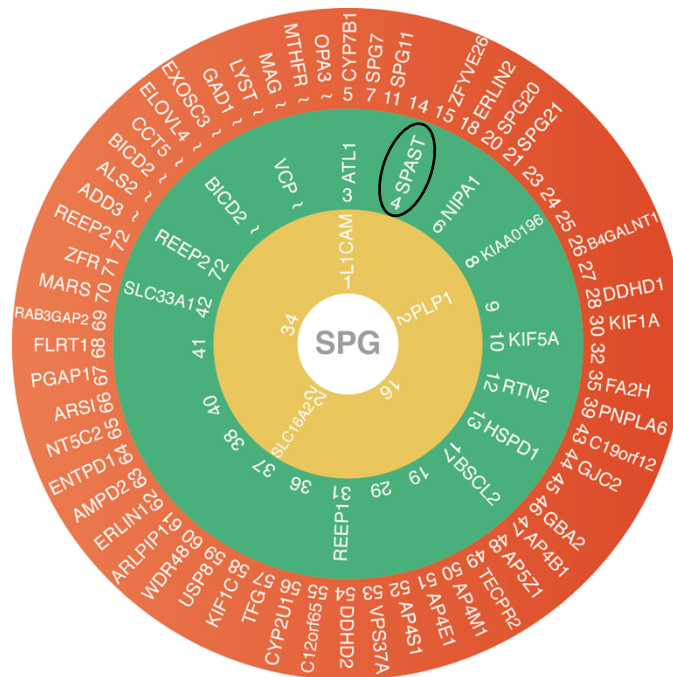 SPG
1 L1CAM
2 PLP1
16
22 SLC16A2
34
3 ATL1
4 SPAST
6 NIPA1
8 KIAA0196
9
10 KIF5A
12 RTN2
13 HSPD1
17 BSCL2
19
29
31 REEP1
36
37
38
40
41
42 SLC33A1
72 REEP2
~ BICD2
~ VCP
5 CYP7B1
7 SPG7
11 SPG11
14
15 ZFYVE26
18 ERLIN2
20 SPG20
21 SPG21
23
24
25
26 B4GALNT1
27
28 DDHD1
30 KIF1A
32
35 FA2H
39 PNPLA6
43 C19orf12
44 GJC2
45
46 GBA2
47 AP4B1
48 AP5Z1
49 TECPR2
50 AP4M1
51 AP4E1
52 AP4S1
53 VPS37A
54 DDHD2
55 C12orf65
56 CYP2U1
57 TFG
58 KIF1C
59 USP8
60 WDR48
61 ARLPIP1
62 ERLIN1
63 AMPD2
64 ENTPD1
65 NT5C2
66 ARSI
67 PGAP1
68 FLRT1
69 RAB3GAP2
70 MARS
71 ZFR
72 REEP2
~ ADD3
~ ALS2
~ BICD2
~ CCT5
~ ELOVL4
~ EXOSC3
~ GAD1
~ LYST
~ MAG
~ MTHFR
~ OPA3